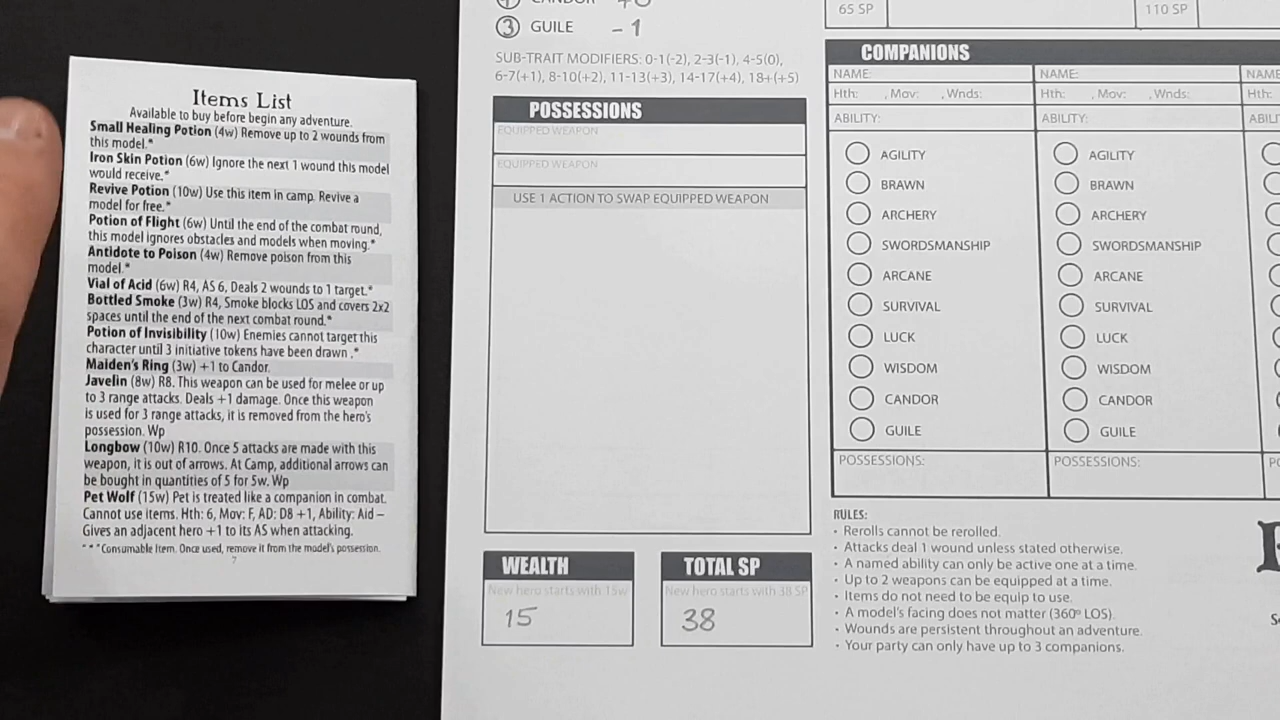 Items List
Available to buy before begin any adventure.
Small Healing Potion (4w) Remove up to 2 wounds from
this model.*
Iron Skin Potion (6w) Ignore the next 1 wound this model
would receive.*
Revive Potion (10w) Use this item in camp. Revive a
model for free.*
Potion of Flight (6w) Until the end of the combat round,
this model ignores obstacles and models when moving.*
Antidote to Poison (4w) Remove poison from this
model.*
Vial of Acid (6w) R4, AS 6, Deals 2 wounds to 1 target.*
Bottled Smoke (3w) R4, Smoke blocks LOS and covers 2x2
spaces until the end of the next combat round.*
Potion of Invisibility (10w) Enemies cannot target this
character until 3 initiative tokens have been drawn .*
Maiden's Ring (3w) +1 to Candor.
Javelin (8w) R8. This weapon can be used for melee or up
to 3 range attacks. Deals +1 damage. Once this weapon
is used for 3 range attacks, it is removed from the hero's
possession. Wp
Longbow (10w) R10. Once 5 attacks are made with this
weapon, it is out of arrows. At Camp, additional arrows can
be bought in quantities of 5 for 5w. Wp
Pet Wolf (15w) Pet is treated like a companion in combat.
Cannot use items. Hth: 6, Mov: F, AD: D8 +1, Ability: Aid –
Gives an adjacent hero +1 to its AS when attacking.
* * *Consumable Item. Once used, remove it from the model's possession.
7
CANDOR
3 GUILE -1
SUB-TRAIT MODIFIERS: 0-1(-2), 2-3(-1), 4-5(0),
6-7(+1), 8-10(+2), 11-13(+3), 14-17(+4), 18+(+5)
POSSESSIONS
EQUIPPED WEAPON
EQUIPPED WEAPON
USE 1 ACTION TO SWAP EQUIPPED WEAPON
WEALTH
New hero starts with 15w
15
TOTAL SP
New hero starts with 38 SP
38
65 SP
110 SP
COMPANIONS
NAME: NAME: NAME
Hth: , Mov: , Wnds: Hth: , Mov: , Wnds: Hth:
ABILITY: ABILITY: ABILI
AGILITY AGILITY
BRAWN BRAWN
ARCHERY ARCHERY
SWORDSMANSHIP SWORDSMANSHIP
ARCANE ARCANE
SURVIVAL SURVIVAL
LUCK LUCK
WISDOM WISDOM
CANDOR CANDOR
GUILE GUILE
POSSESSIONS: POSSESSIONS: PO
RULES:
• Rerolls cannot be rerolled.
• Attacks deal 1 wound unless stated otherwise.
• A named ability can only be active one at a time.
• Up to 2 weapons can be equipped at a time.
• Items do not need to be equip to use.
• A model's facing does not matter (360º LOS).
• Wounds are persistent throughout an adventure.
• Your party can only have up to 3 companions.